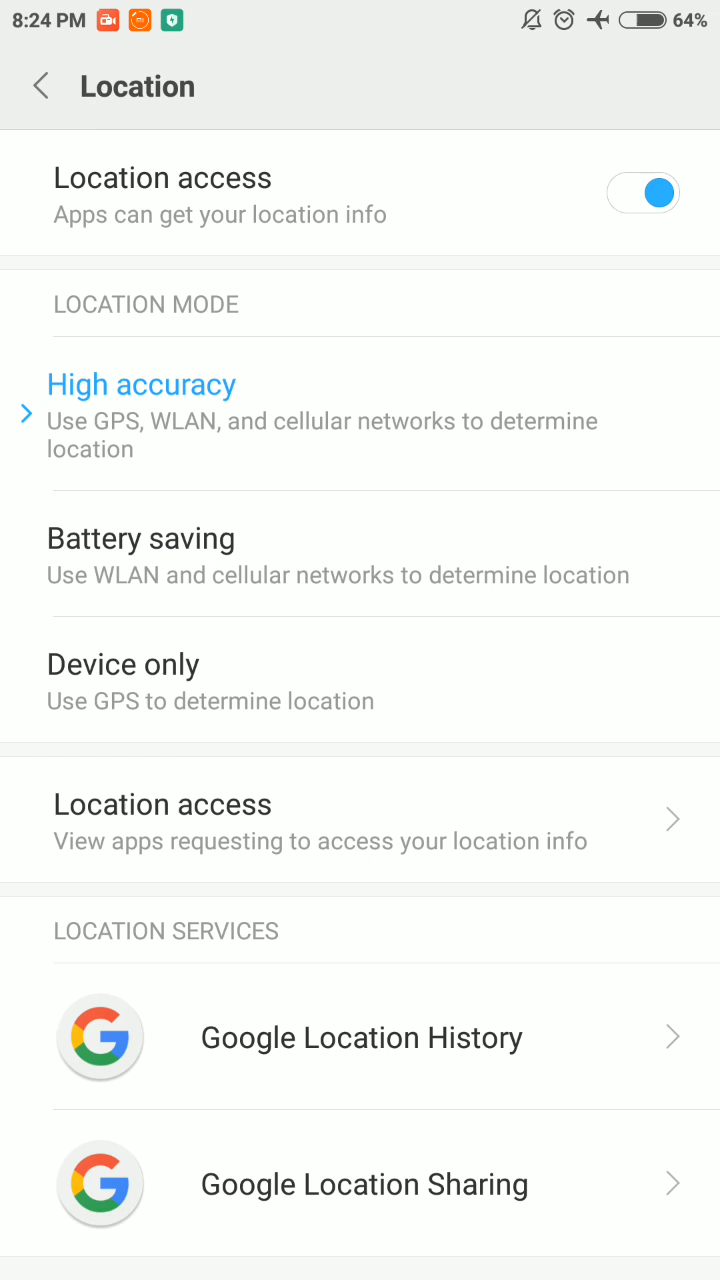 8:24 PM 64%
Location
Location access
Apps can get your location info
LOCATION MODE
High accuracy
Use GPS, WLAN, and cellular networks to determine
location
Battery saving
Use WLAN and cellular networks to determine location
Device only
Use GPS to determine location
Location access
View apps requesting to access your location info
LOCATION SERVICES
Google Location History
Google Location Sharing